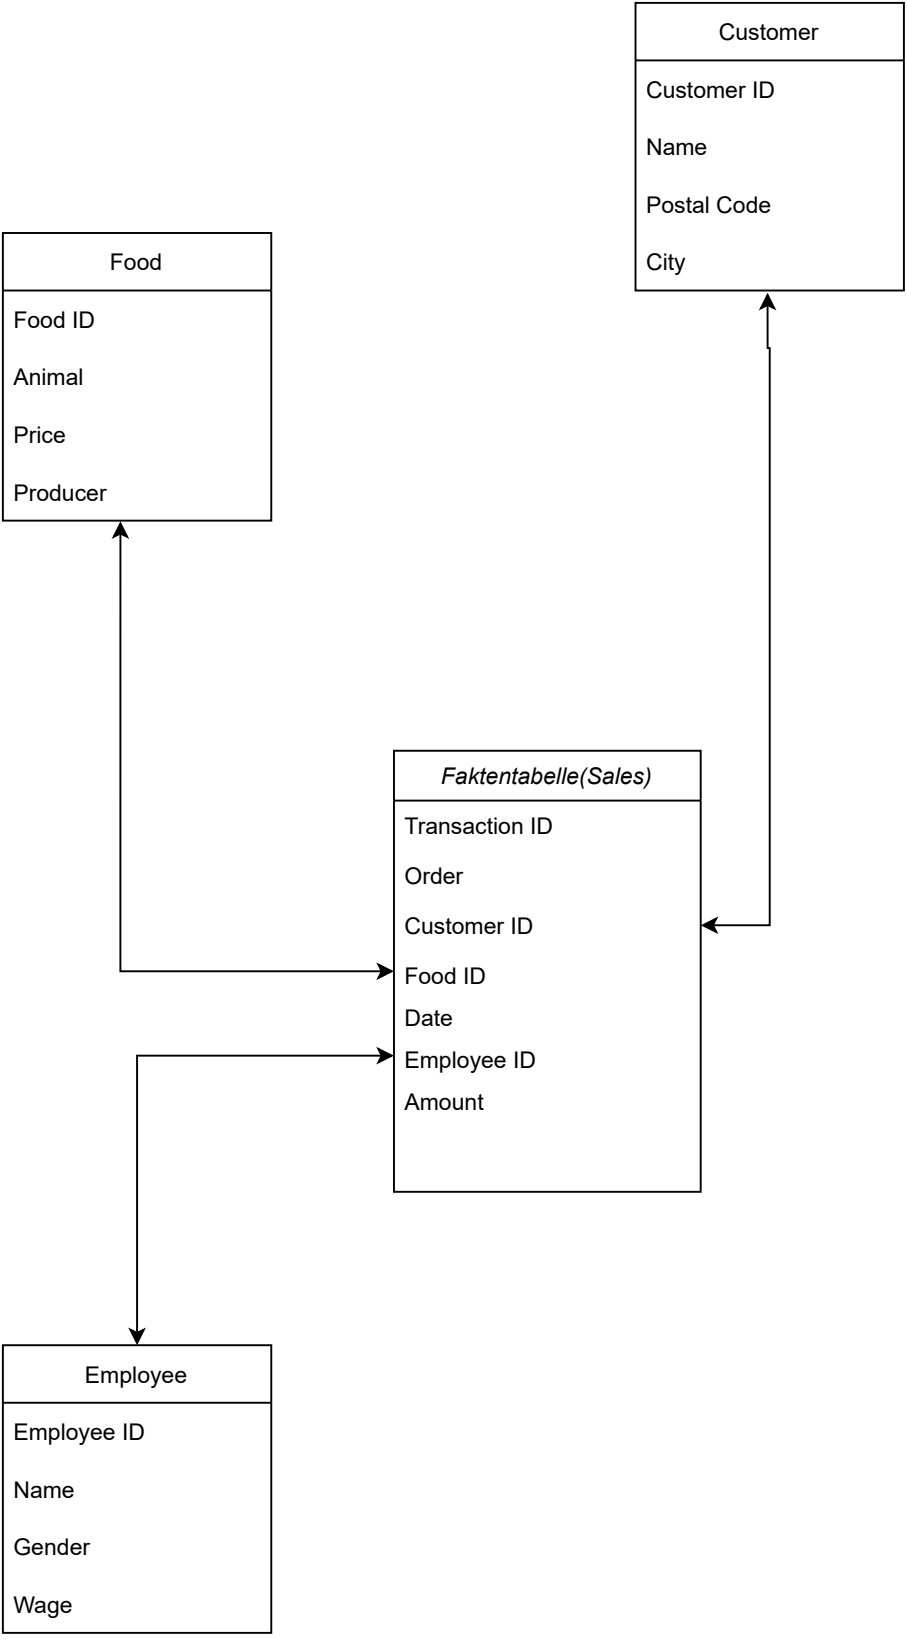 Customer
Customer ID
Name
Postal Code
City
Food
Food ID
Animal
Price
Producer
Faktentabelle(Sales)
Transaction ID
Order
Customer ID
Food ID
Date
Employee ID
Amount
Employee
Employee ID
Name
Gender
Wage